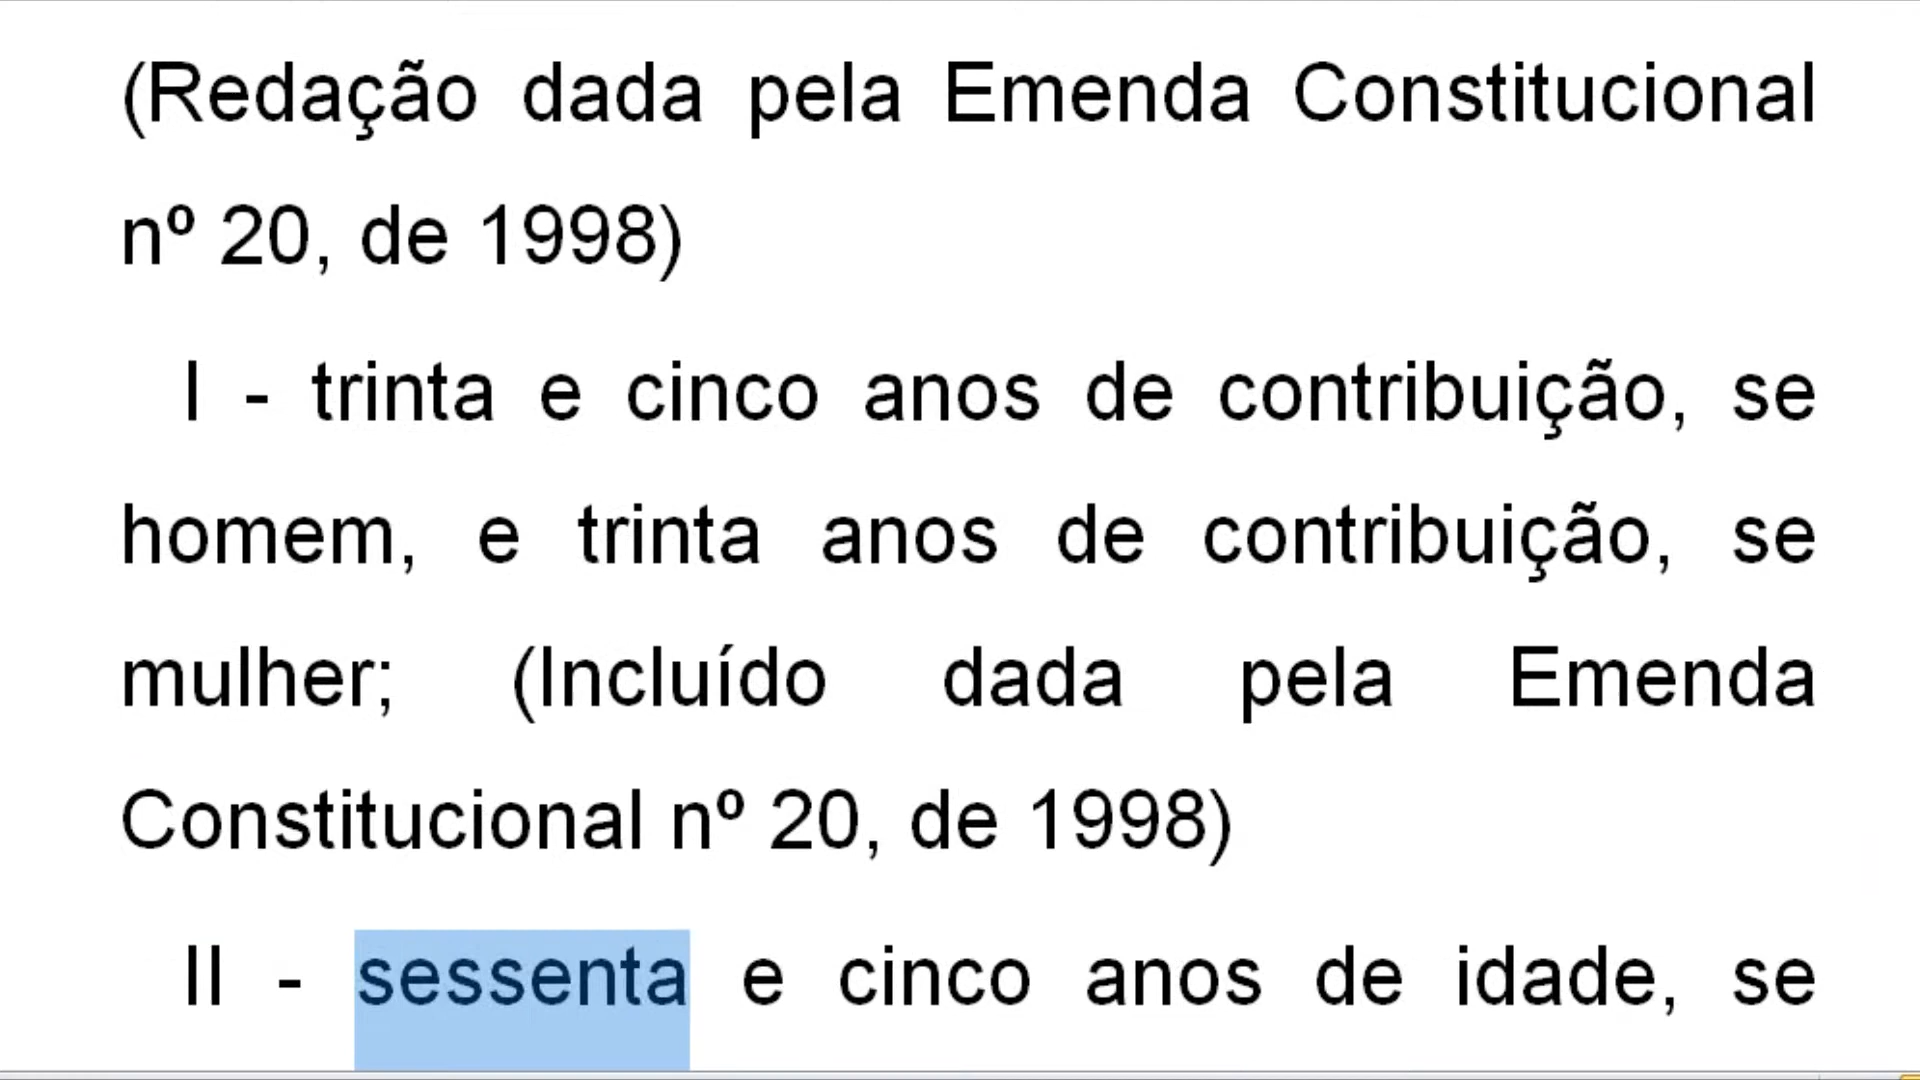 (Redação dada pela Emenda Constitucional
nº 20, de 1998)
I - trinta e cinco anos de contribuição, se
homem, e trinta anos de contribuição, se
mulher; (Incluído dada pela Emenda
Constitucional nº 20, de 1998)
II - sessenta e cinco anos de idade, se